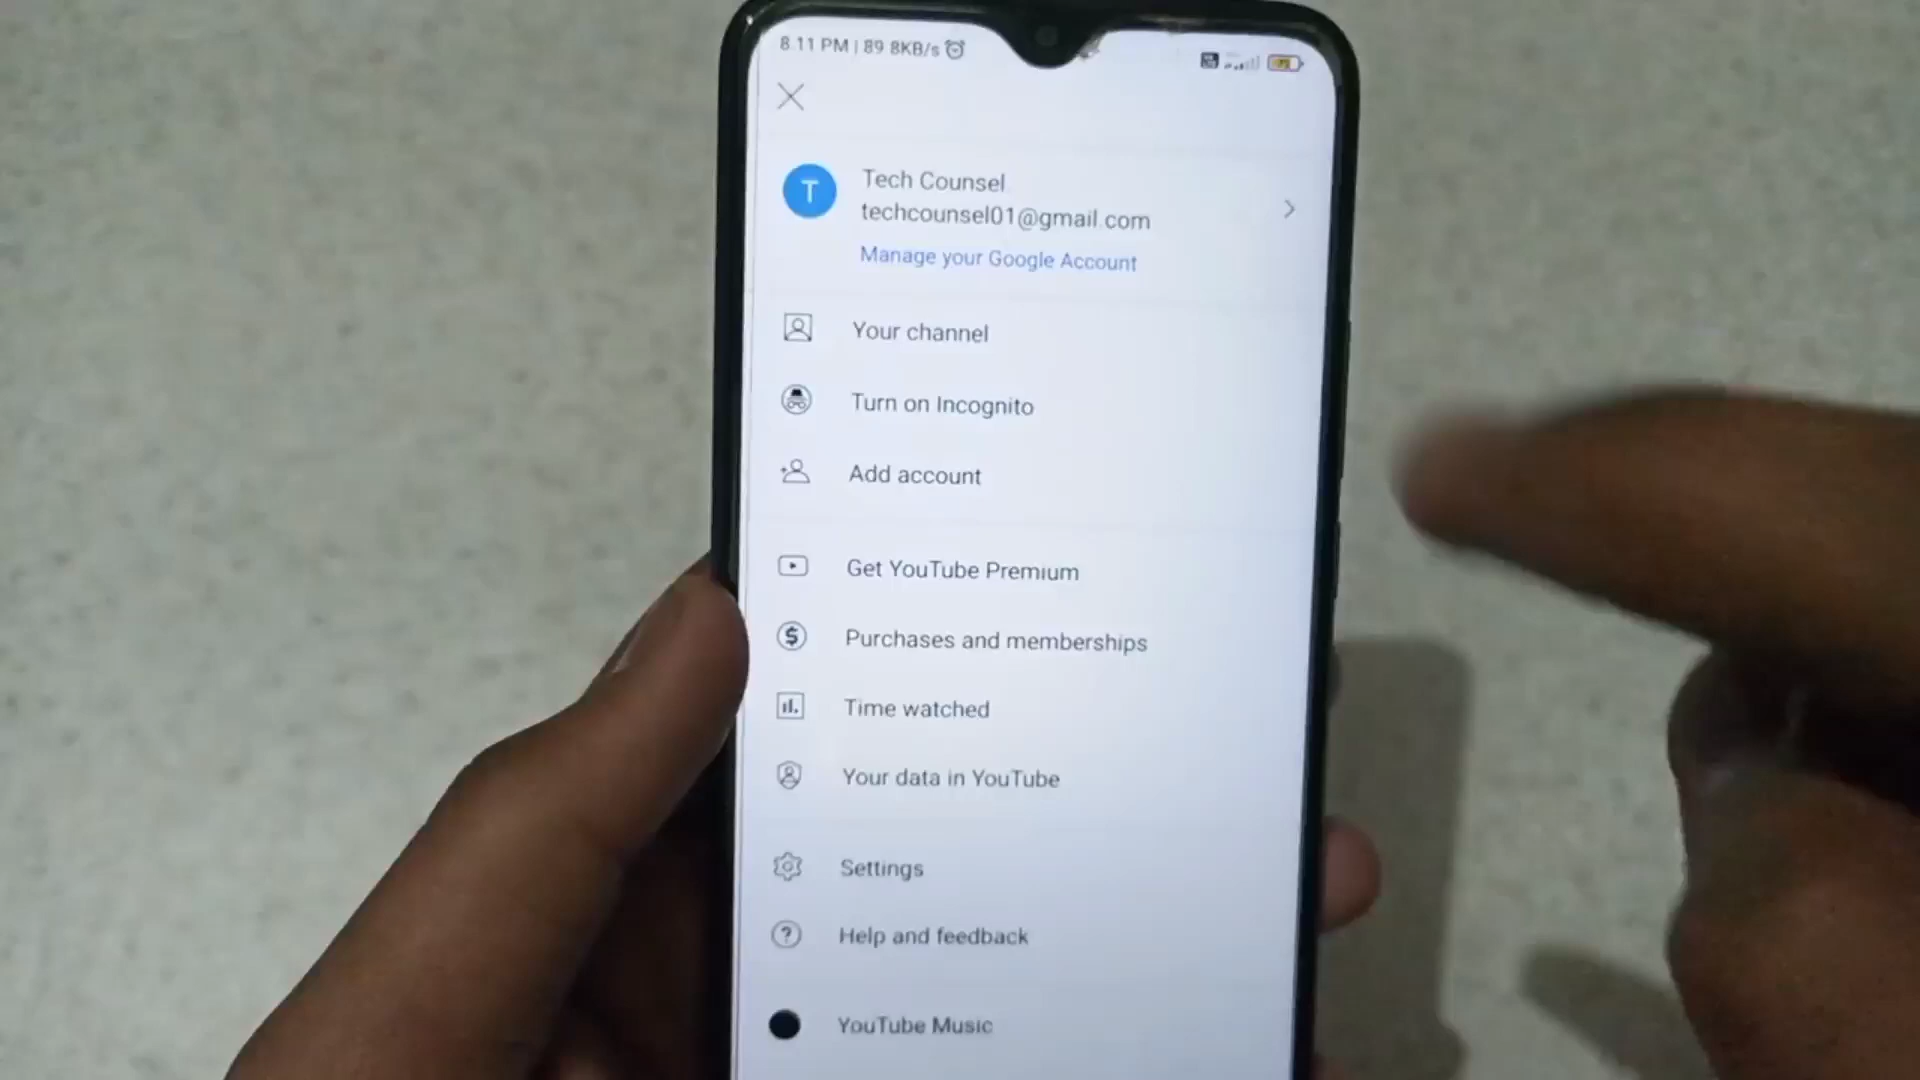 8.11 PM | 89 8KB/s
T
Tech Counsel
techcounsel01@gmail.com
Manage your Google Account
Your channel
Turn on Incognito
Add account
Get YouTube Premium
Purchases and memberships
Time watched
Your data in YouTube
Settings
Help and feedback
YouTube Music